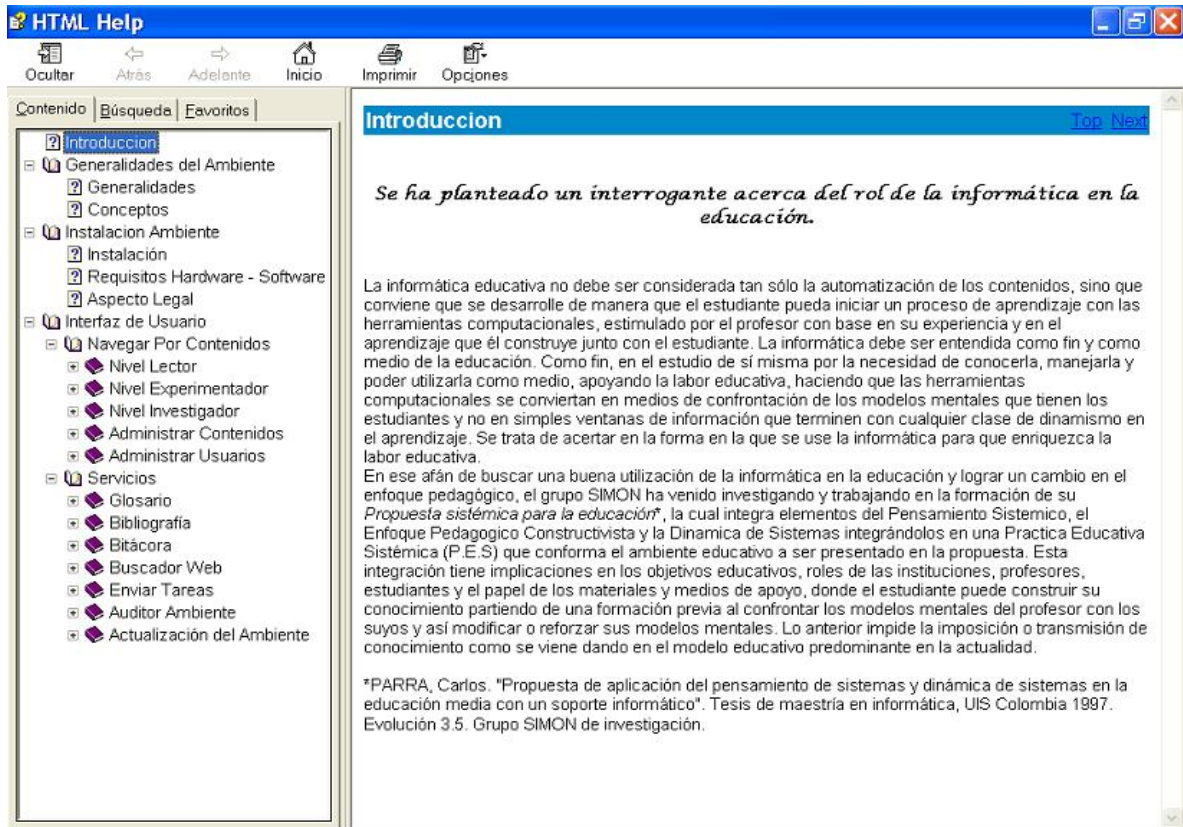 HTML Help
Ocultar Atrás Adelante Inicio Imprimir Opciones
Contenido Búsqueda Favoritos
Introduccion
Generalidades del Ambiente
Generalidades
Conceptos
Instalacion Ambiente
Instalación
Requisitos Hardware - Software
Aspecto Legal
Interfaz de Usuario
Navegar Por Contenidos
Nivel Lector
Nivel Experimentador
Nivel Investigador
Administrar Contenidos
Administrar Usuarios
Servicios
Glosario
Bibliografía
Bitácora
Buscador Web
Enviar Tareas
Auditor Ambiente
Actualización del Ambiente
Introduccion Top Next
Se ha planteado un interrogante acerca del rol de la informática en la
educación.
La informática educativa no debe ser considerada tan sólo la automatización de los contenidos, sino que
conviene que se desarrolle de manera que el estudiante pueda iniciar un proceso de aprendizaje con las
herramientas computacionales, estimulado por el profesor con base en su experiencia y en el
aprendizaje que él construye junto con el estudiante. La informática debe ser entendida como fin y como
medio de la educación. Como fin, en el estudio de sí misma por la necesidad de conocerla, manejarla y
poder utilizarla como medio, apoyando la labor educativa, haciendo que las herramientas
computacionales se conviertan en medios de confrontación de los modelos mentales que tienen los
estudiantes y no en simples ventanas de información que terminen con cualquier clase de dinamismo en
el aprendizaje. Se trata de acertar en la forma en la que se use la informática para que enriquezca la
labor educativa.
En ese afán de buscar una buena utilización de la informática en la educación y lograr un cambio en el
enfoque pedagógico, el grupo SIMON ha venido investigando y trabajando en la formación de su
Propuesta sistémica para la educación*, la cual integra elementos del Pensamiento Sistemico, el
Enfoque Pedagogico Constructivista y la Dinamica de Sistemas integrándolos en una Practica Educativa
Sistémica (P.E.S) que conforma el ambiente educativo a ser presentado en la propuesta. Esta
integración tiene implicaciones en los objetivos educativos, roles de las instituciones, profesores,
estudiantes y el papel de los materiales y medios de apoyo, donde el estudiante puede construir su
conocimiento partiendo de una formación previa al confrontar los modelos mentales del profesor con los
suyos y así modificar o reforzar sus modelos mentales. Lo anterior impide la imposición o transmisión de
conocimiento como se viene dando en el modelo educativo predominante en la actualidad.
*PARRA, Carlos. "Propuesta de aplicación del pensamiento de sistemas y dinámica de sistemas en la
educación media con un soporte informático". Tesis de maestría en informática, UIS Colombia 1997.
Evolución 3.5. Grupo SIMON de investigación.